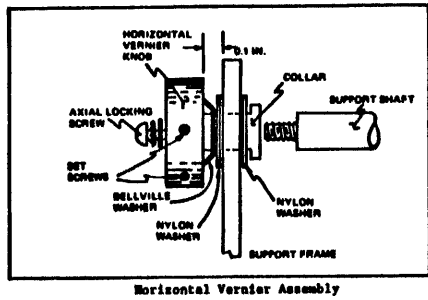 HORIZONTAL
VERNIER
KNOB
0.1 IN.
COLLAR
SUPPORT SHAFT
AXIAL LOCKING
SCREW
SET
SCREWS
BELLVILLE
WASHER
NYLON
WASHER
NYLON
WASHER
SUPPORT FRAME
Horizontal Vernier Assembly